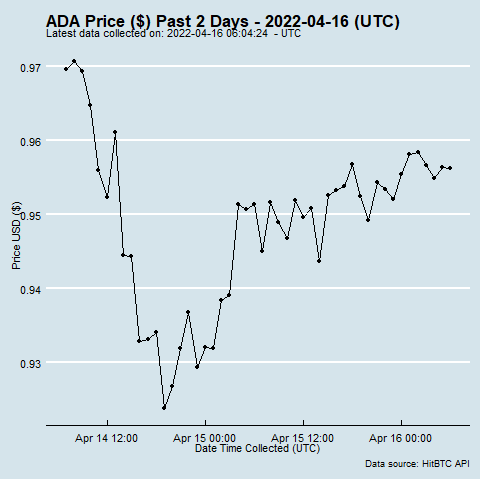 ADA Price ($) Past 2 Days - 2022-04-16 (UTC)
Latest data collected on: 2022-04-16 06:04:24 - UTC
0.97
0.96
0.95
0.94
0.93
Price USD ($)
Apr 14 12:00 Apr 15 00:00 Apr 15 12:00 Apr 16 00:00
Date Time Collected (UTC)
Data source: HitBTC API